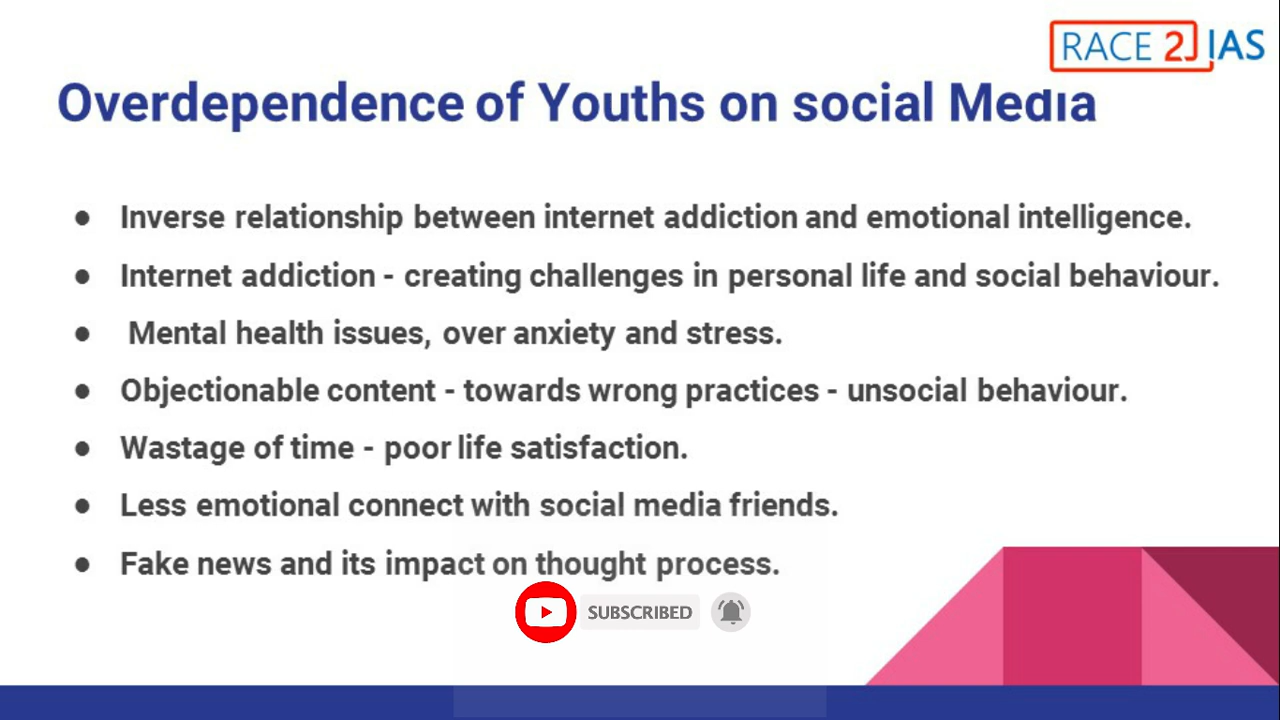 RACE 2 IAS
Overdependence of Youths on social Media
● Inverse relationship between internet addiction and emotional intelligence.
● Internet addiction - creating challenges in personal life and social behaviour.
● Mental health issues, over anxiety and stress.
● Objectionable content - towards wrong practices - unsocial behaviour.
● Wastage of time - poor life satisfaction.
● Less emotional connect with social media friends.
● Fake news and its impact on thought process.
SUBSCRIBED